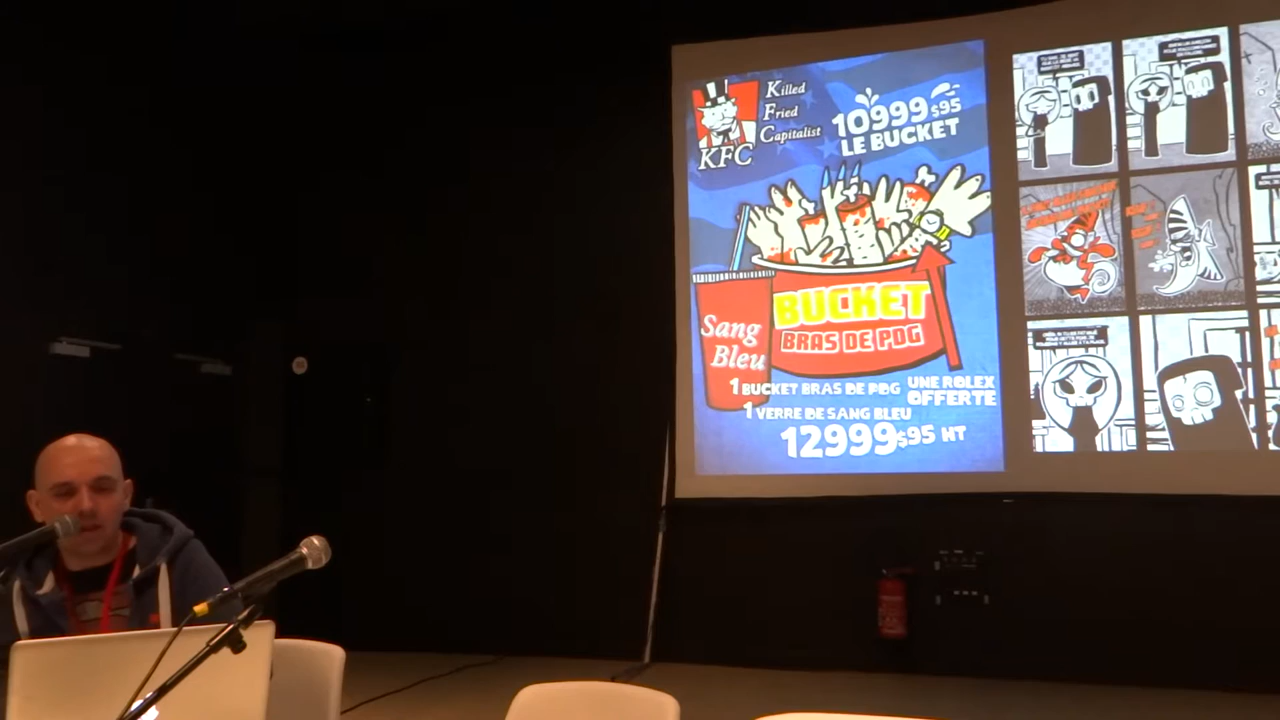 Killed
Fried
Capitalist
KFC
10999$95
LE BUCKET
BUCKET
BRAS DE PDG
Sang
Bleu
1 BUCKET BRAS DE PDG
UNE ROLEX
OFFERTE
1 VERRE DE SANG BLEU
12999$95 HT